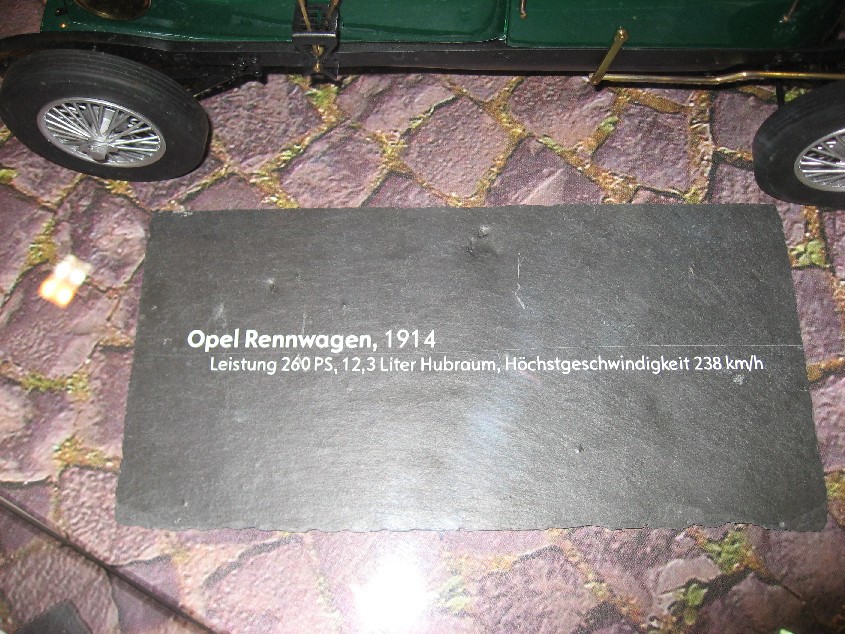 Opel Rennwagen, 1914
Leistung 260 PS, 12,3 Liter Hubraum, Höchstgeschwindigkeit 238 km/h